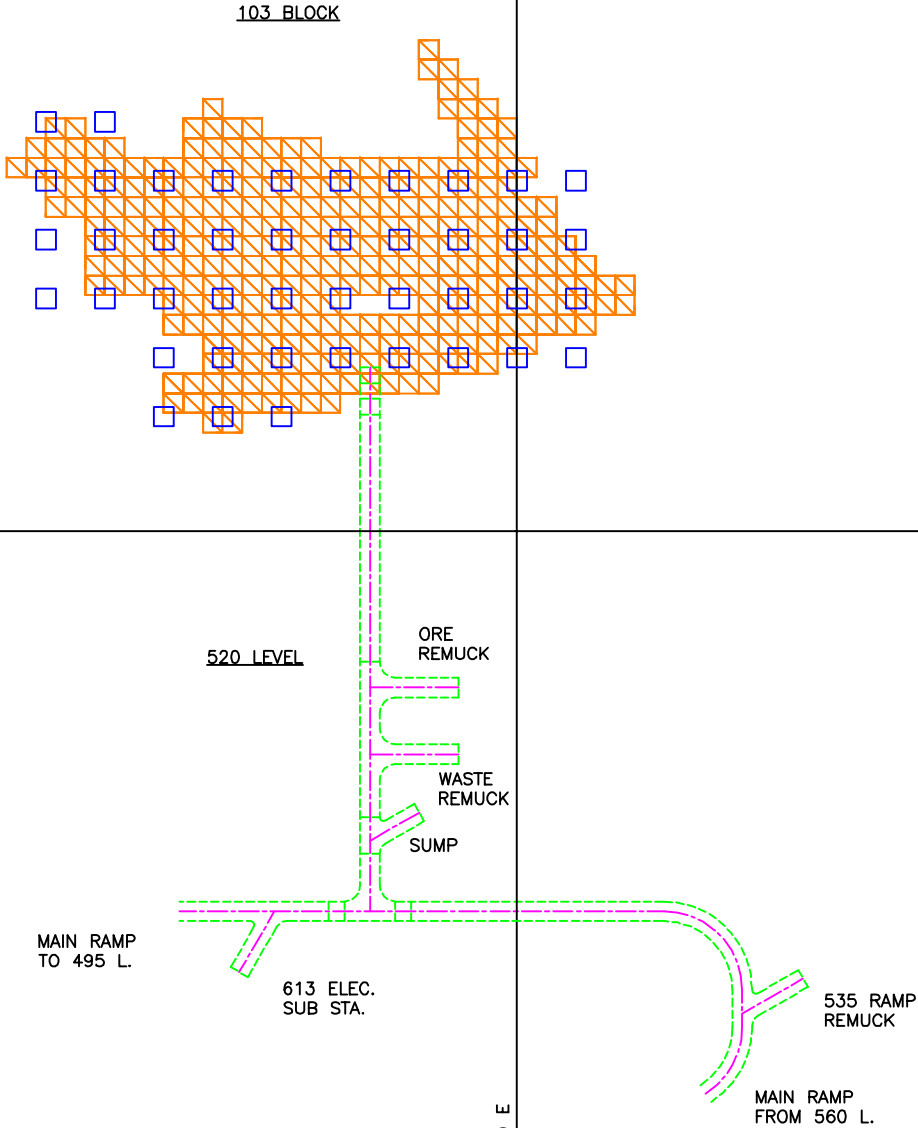 103 BLOCK
520 LEVEL
ORE
REMUCK
WASTE
REMUCK
SUMP
MAIN RAMP
TO 495 L.
613 ELEC.
SUB STA.
535 RAMP
REMUCK
MAIN RAMP
FROM 560 L.
E